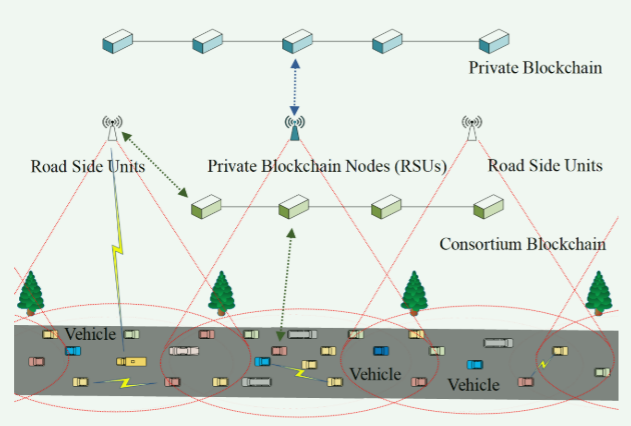 Private Blockchain
Road Side Units
Private Blockchain Nodes (RSUs)
Road Side Units
Consortium Blockchain
Vehicle
Vehicle
Vehicle